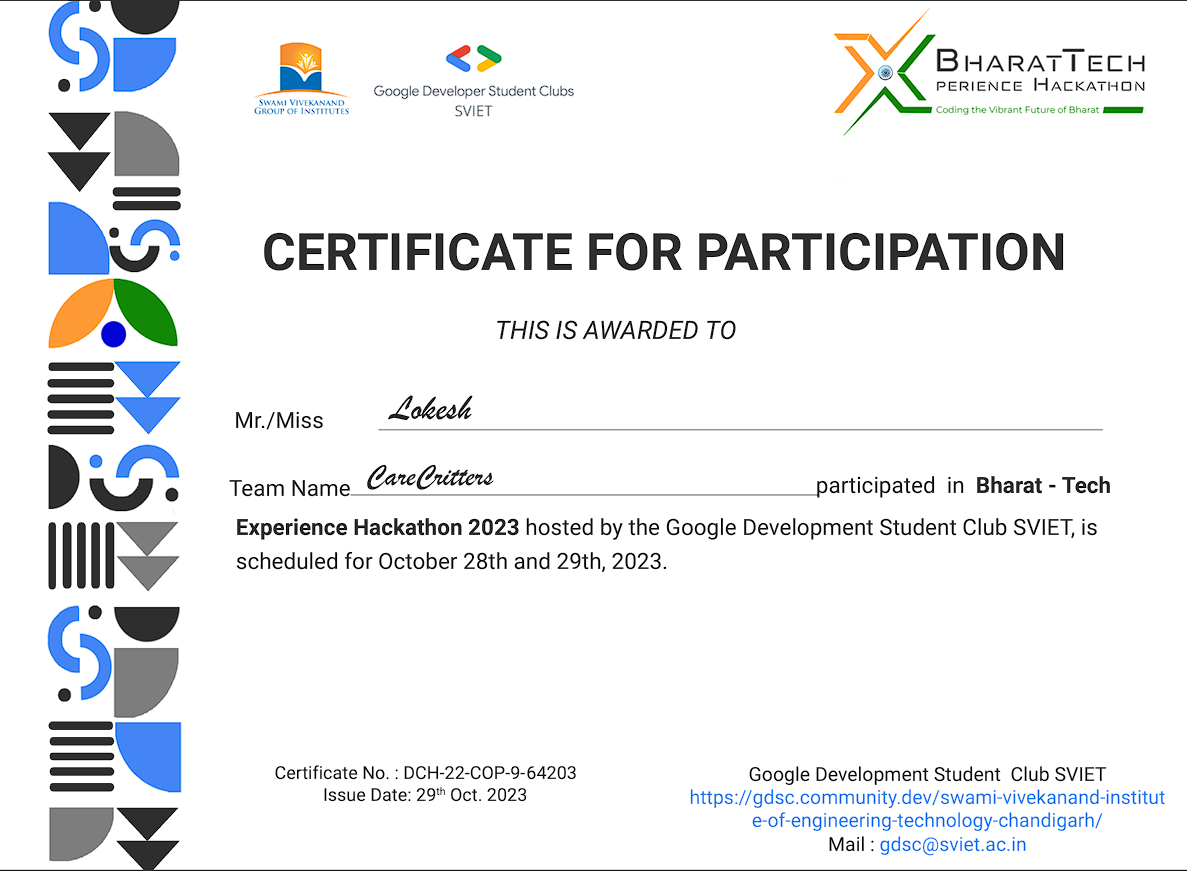 SWAMI VIVEKANAND
GROUP OF INSTITUTES
Google Developer Student Clubs
SVIET
BHARATTECH
PERIENCE HACKATHON
Coding the Vibrant Future of Bharat
CERTIFICATE FOR PARTICIPATION
THIS IS AWARDED TO
Mr./Miss Lokesh
Team Name CareCritters participated in Bharat - Tech
Experience Hackathon 2023 hosted by the Google Development Student Club SVIET, is
scheduled for October 28th and 29th, 2023.
Certificate No. : DCH-22-COP-9-64203
Issue Date: 29th Oct. 2023
Google Development Student Club SVIET
https://gdsc.community.dev/swami-vivekanand-institut
e-of-engineering-technology-chandigarh/
Mail : gdsc@sviet.ac.in